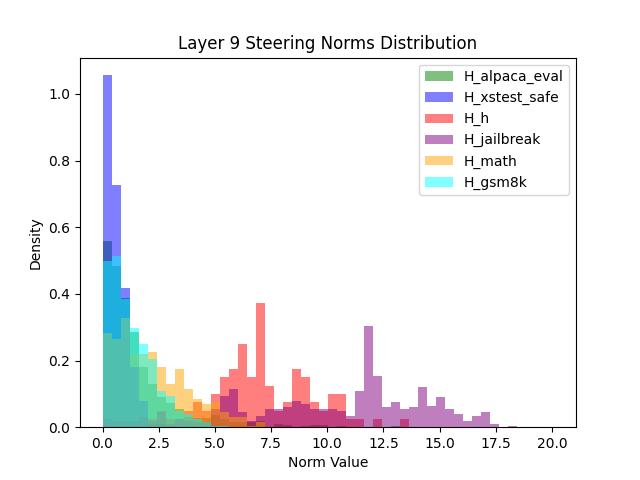 Layer 9 Steering Norms Distribution
H_alpaca_eval
H_xstest_safe
H_h
H_jailbreak
H_math
H_gsm8k
Density
1.0
0.8
0.6
0.4
0.2
0.0
0.0 2.5 5.0 7.5 10.0 12.5 15.0 17.5 20.0
Norm Value